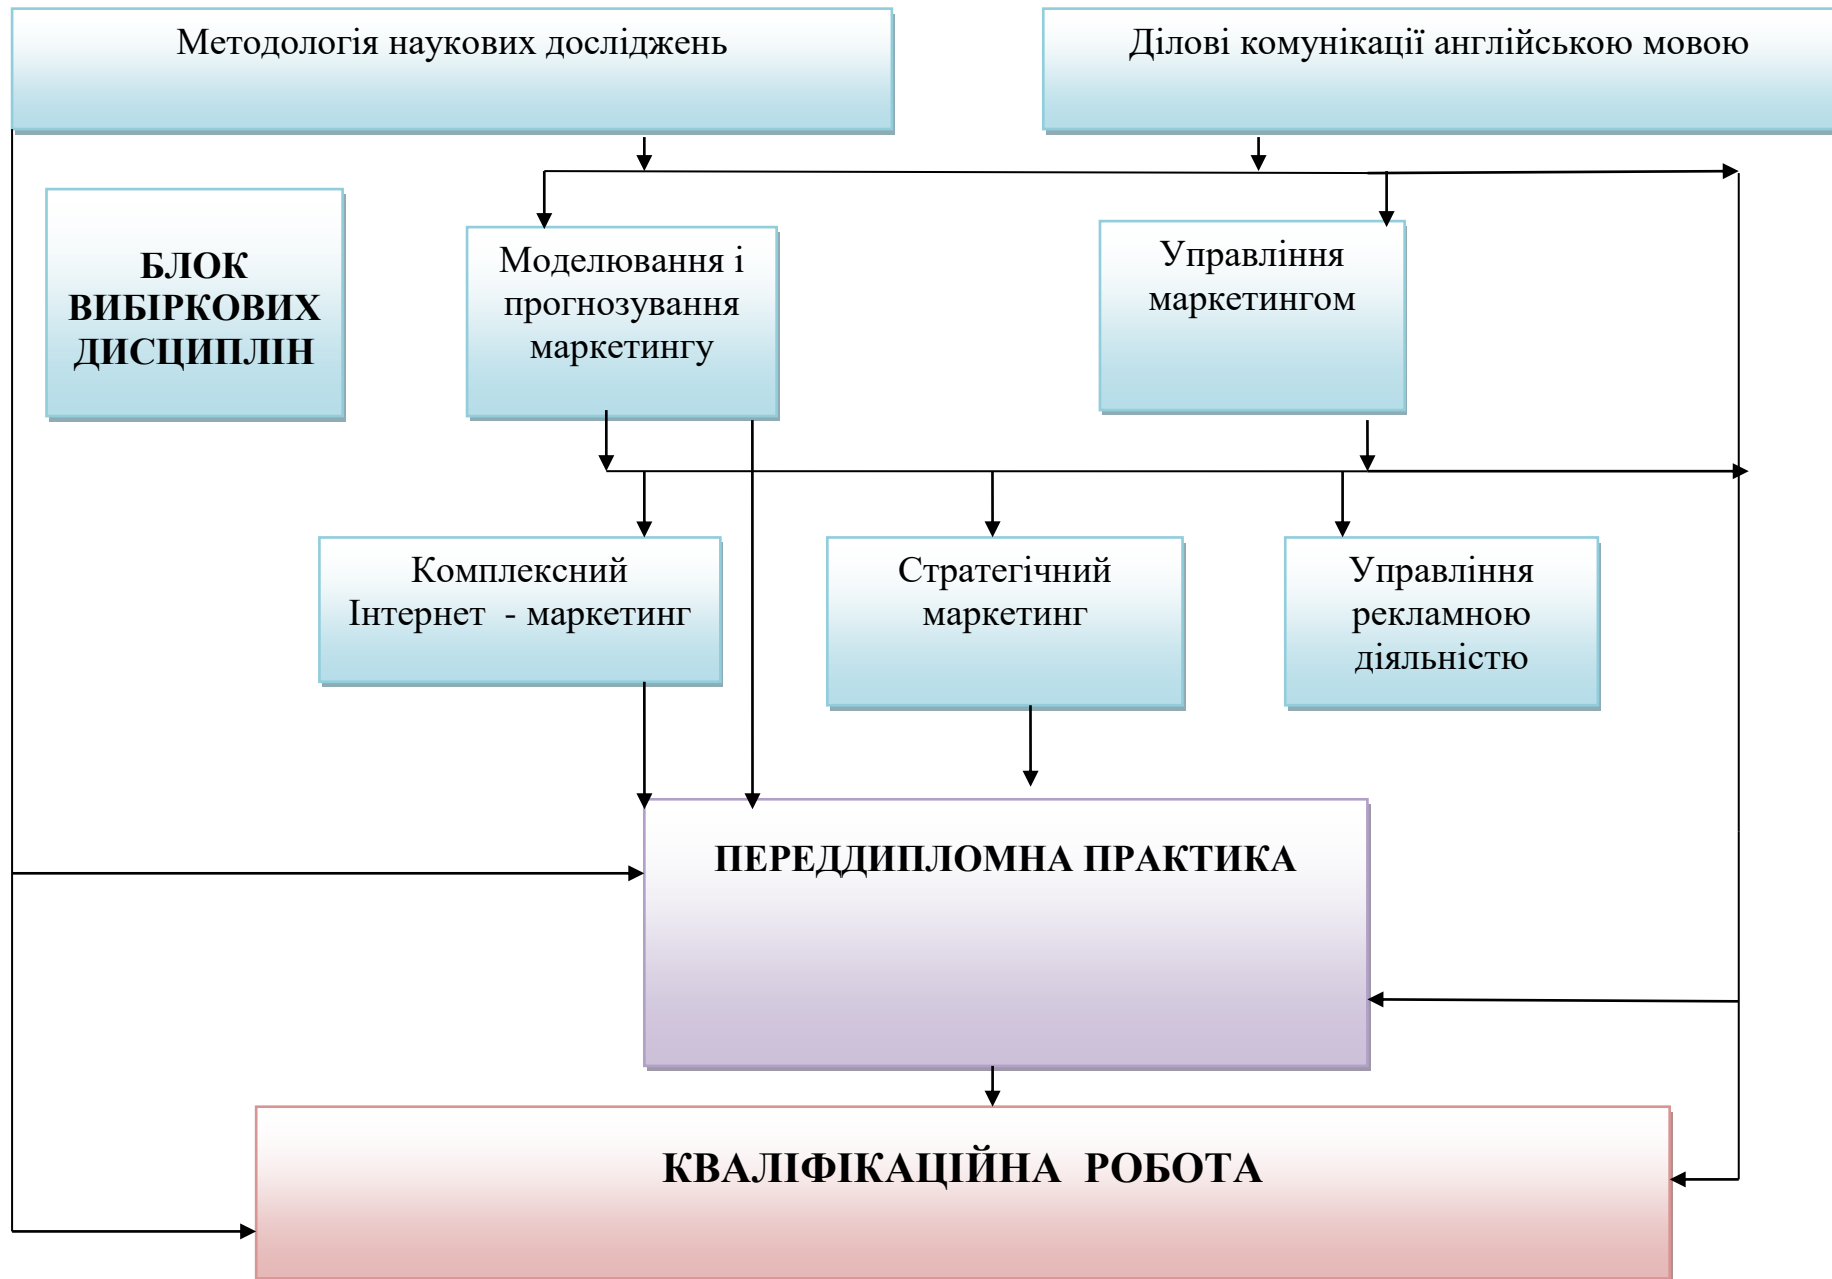 Методологія наукових досліджень
Ділові комунікації англійською мовою
БЛОК
ВИБІРКОВИХ
ДИСЦИПЛІН
Моделювання і
прогнозування
маркетингу
Управління
маркетингом
Комплексний
Інтернет - маркетинг
Стратегічний
маркетинг
Управління
рекламною
діяльністю
ПЕРЕДДИПЛОМНА ПРАКТИКА
КВАЛІФІКАЦІЙНА РОБОТА